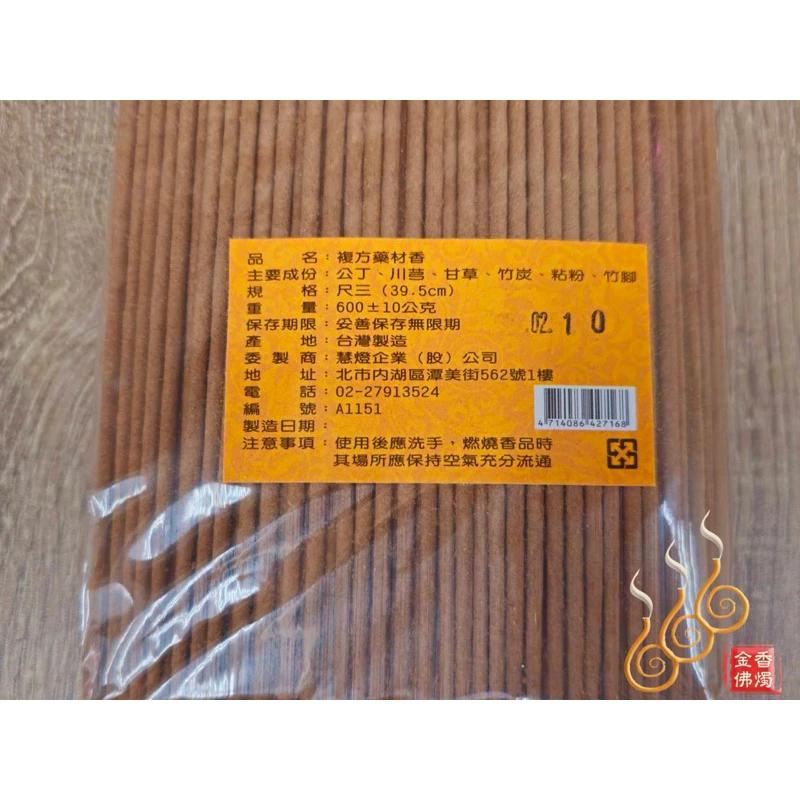 品名：複方藥材香
主要成份：公丁、川芎、甘草、竹炭、粘粉、竹腳
規格：尺三（39.5cm）
重量：600±10公克
保存期限：妥善保存無限期
02 1 0
產地：台灣製造
委製商：慧燈企業（股）公司
地址：北市內湖區潭美街562號1樓
電話：02-27913524
編號：A1151
製造日期：
4 714086 427168
注意事項：使用後應洗手，燃燒香品時
其場所應保持空氣充分流通
金香
佛燭